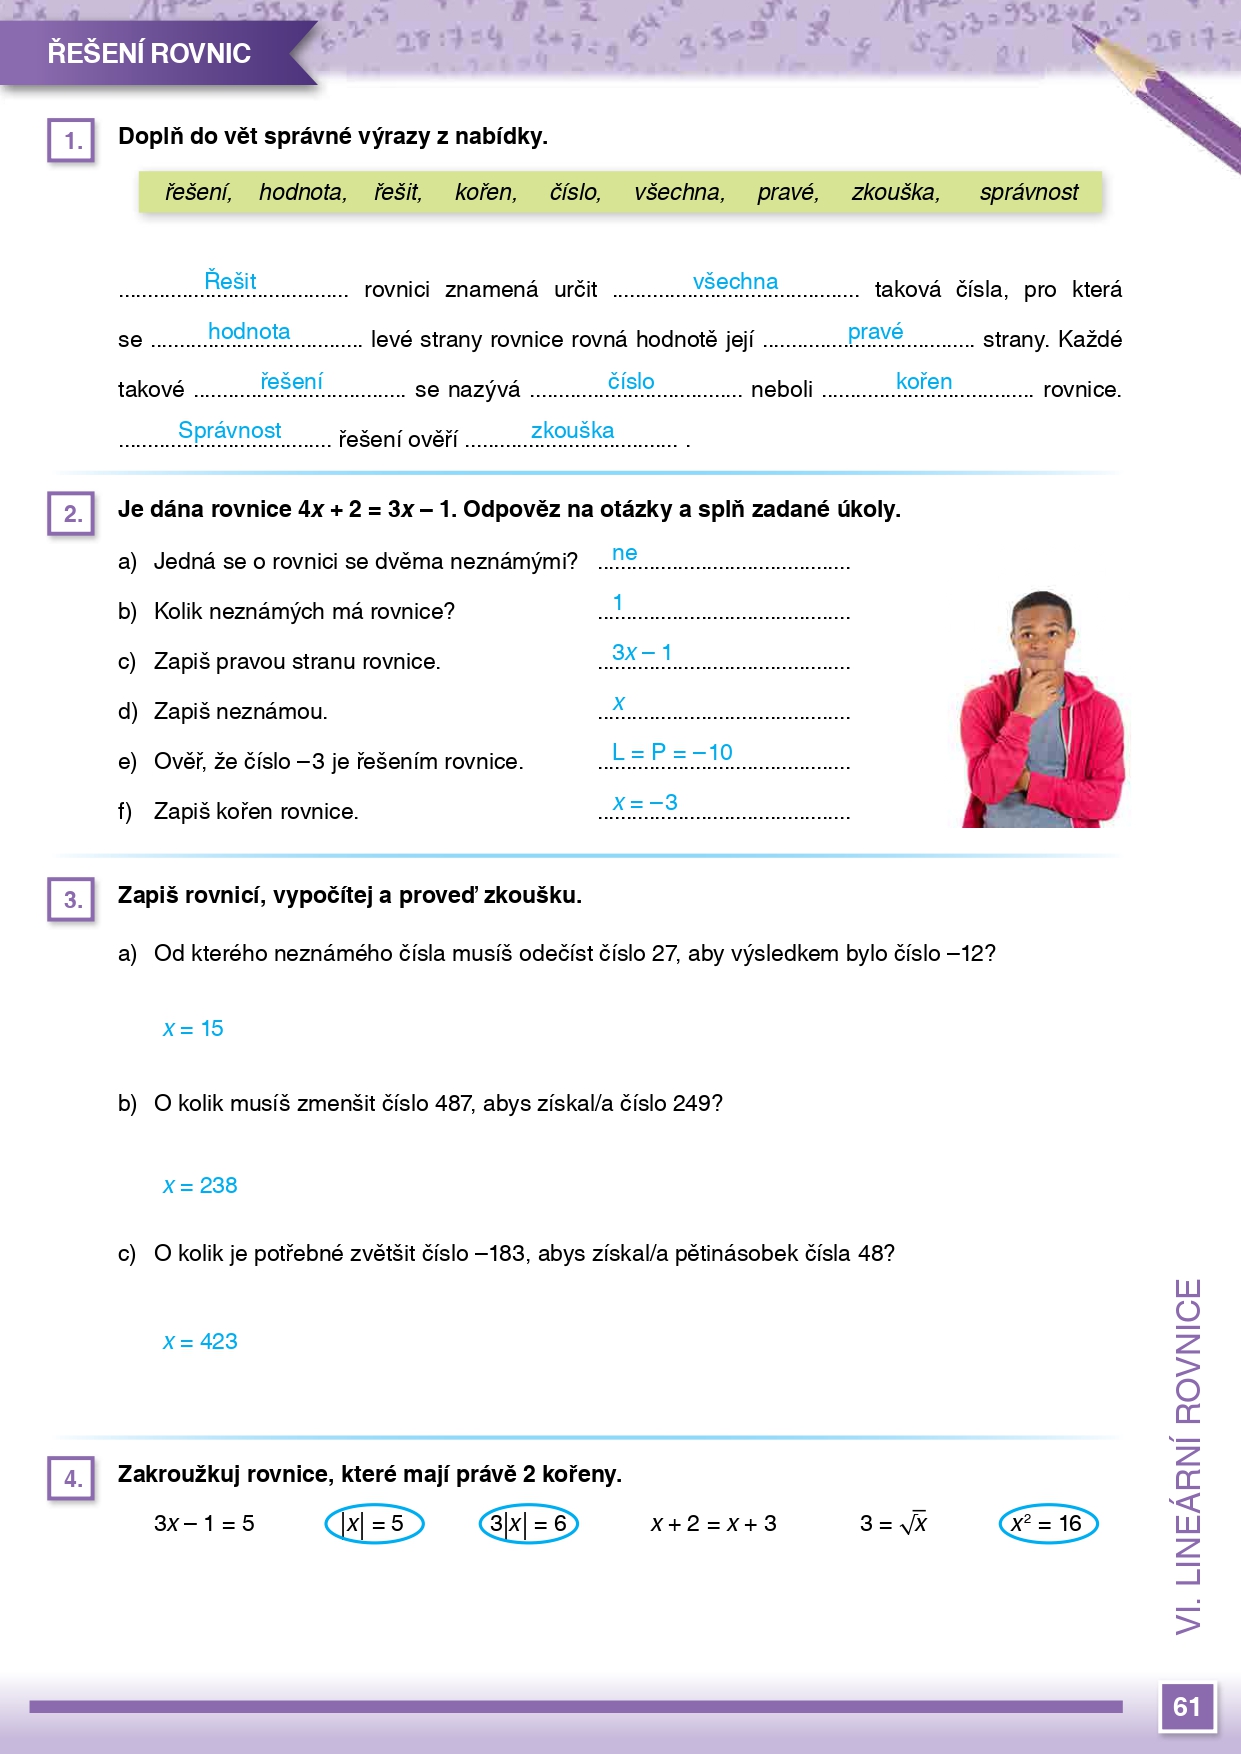 ŘEŠENÍ ROVNIC
1. Doplň do vět správné výrazy z nabídky.
řešení, hodnota, řešit, kořen, číslo, všechna, pravé, zkouška, správnost
Řešit rovnici znamená určit všechna taková čísla, pro která
se hodnota levé strany rovnice rovná hodnotě její pravé strany. Každé
takové řešení se nazývá číslo neboli kořen rovnice.
Správnost řešení ověří zkouška .
2. Je dána rovnice 4x + 2 = 3x – 1. Odpověz na otázky a splň zadané úkoly.
a) Jedná se o rovnici se dvěma neznámými? ne
b) Kolik neznámých má rovnice? 1
c) Zapiš pravou stranu rovnice. 3x – 1
d) Zapiš neznámou. x
e) Ověř, že číslo –3 je řešením rovnice. L = P = –10
f) Zapiš kořen rovnice. x = –3
3. Zapiš rovnicí, vypočítej a proveď zkoušku.
a) Od kterého neznámého čísla musíš odečíst číslo 27, aby výsledkem bylo číslo –12?
x = 15
b) O kolik musíš zmenšit číslo 487, abys získal/a číslo 249?
x = 238
c) O kolik je potřebné zvětšit číslo –183, abys získal/a pětinásobek čísla 48?
x = 423
4. Zakroužkuj rovnice, které mají právě 2 kořeny.
3x – 1 = 5 |x| = 5 3|x| = 6 x + 2 = x + 3 3 = √x x² = 16
VI. LINEÁRNÍ ROVNICE
61